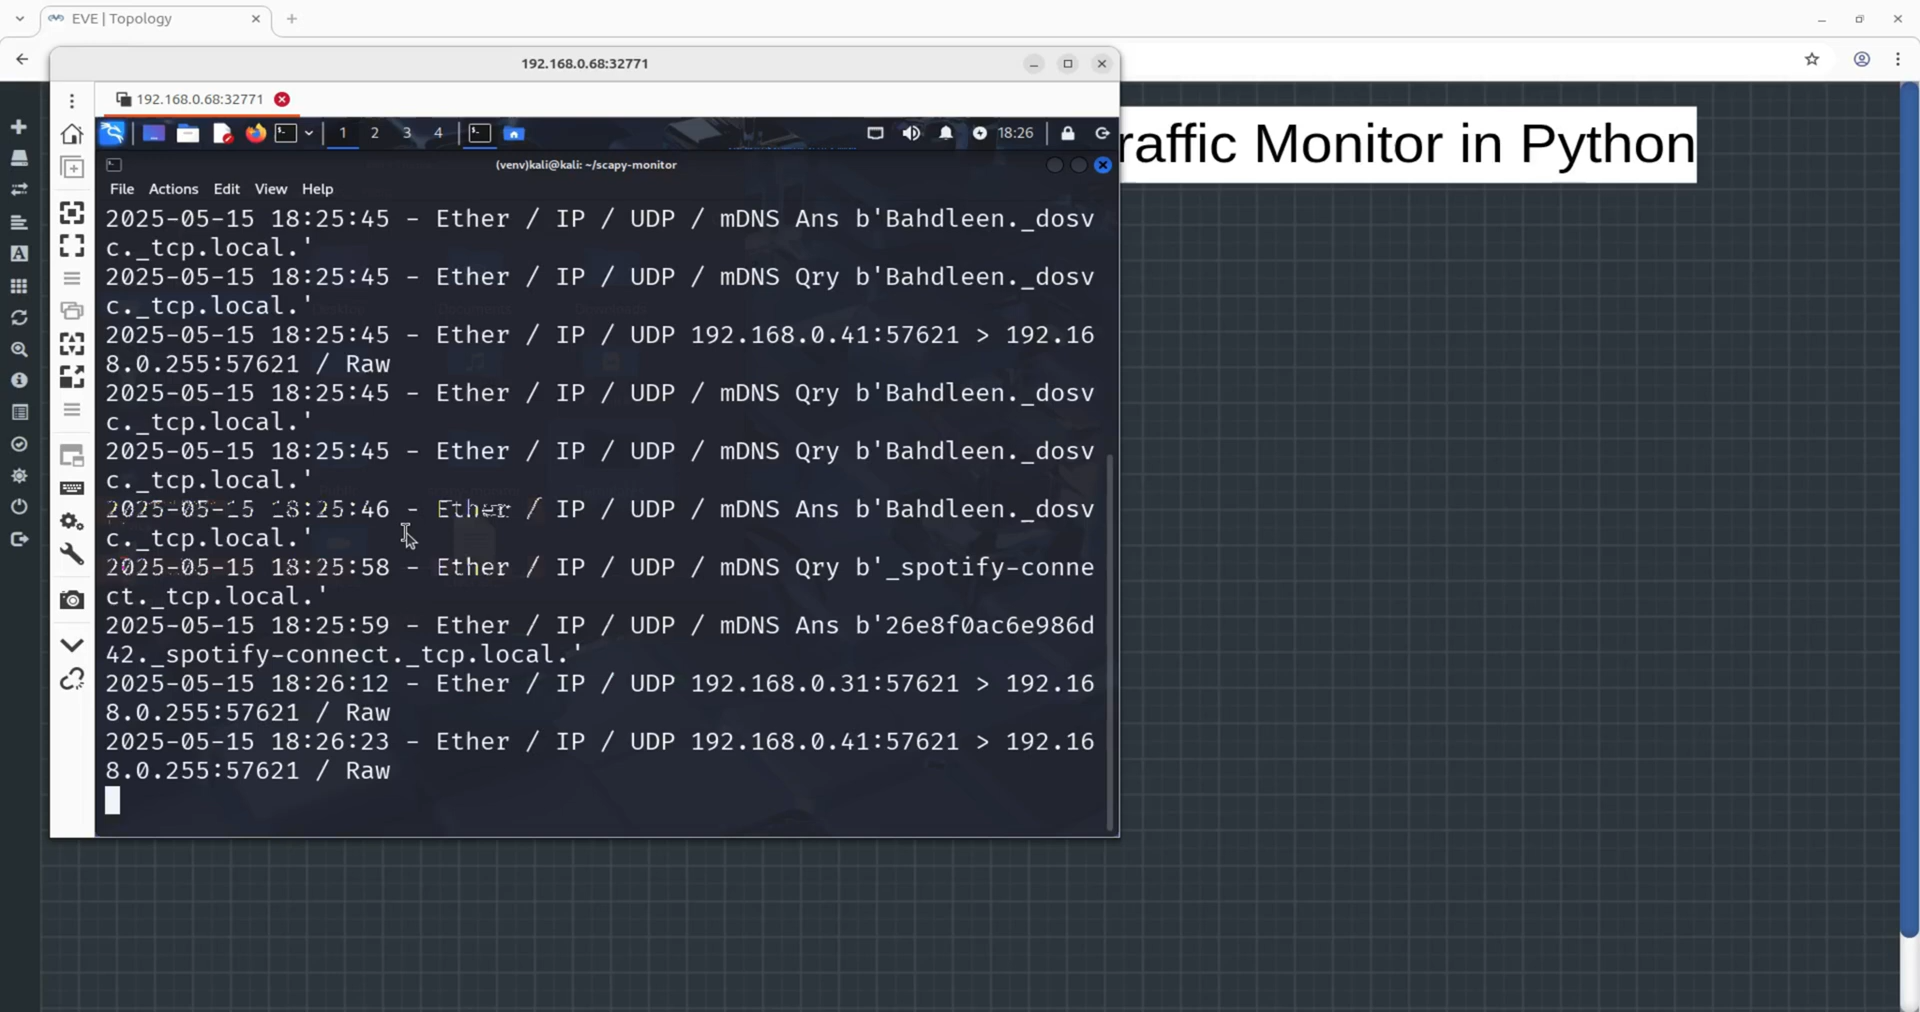 EVE | Topology
192.168.0.68:32771
192.168.0.68:32771
1 2 3 4 18:26
raffic Monitor in Python
(venv)kali@kali: ~/scapy-monitor
File Actions Edit View Help
2025-05-15 18:25:45 - Ether / IP / UDP / mDNS Ans b'Bahdleen._dosv
c._tcp.local.'
2025-05-15 18:25:45 - Ether / IP / UDP / mDNS Qry b'Bahdleen._dosv
c._tcp.local.'
2025-05-15 18:25:45 - Ether / IP / UDP 192.168.0.41:57621 > 192.16
8.0.255:57621 / Raw
2025-05-15 18:25:45 - Ether / IP / UDP / mDNS Qry b'Bahdleen._dosv
c._tcp.local.'
2025-05-15 18:25:45 - Ether / IP / UDP / mDNS Qry b'Bahdleen._dosv
c._tcp.local.'
2025-05-15 18:25:46 - Ether / IP / UDP / mDNS Ans b'Bahdleen._dosv
c._tcp.local.'
2025-05-15 18:25:58 - Ether / IP / UDP / mDNS Qry b'_spotify-conne
ct._tcp.local.'
2025-05-15 18:25:59 - Ether / IP / UDP / mDNS Ans b'26e8f0ac6e986d
42._spotify-connect._tcp.local.'
2025-05-15 18:26:12 - Ether / IP / UDP 192.168.0.31:57621 > 192.16
8.0.255:57621 / Raw
2025-05-15 18:26:23 - Ether / IP / UDP 192.168.0.41:57621 > 192.16
8.0.255:57621 / Raw